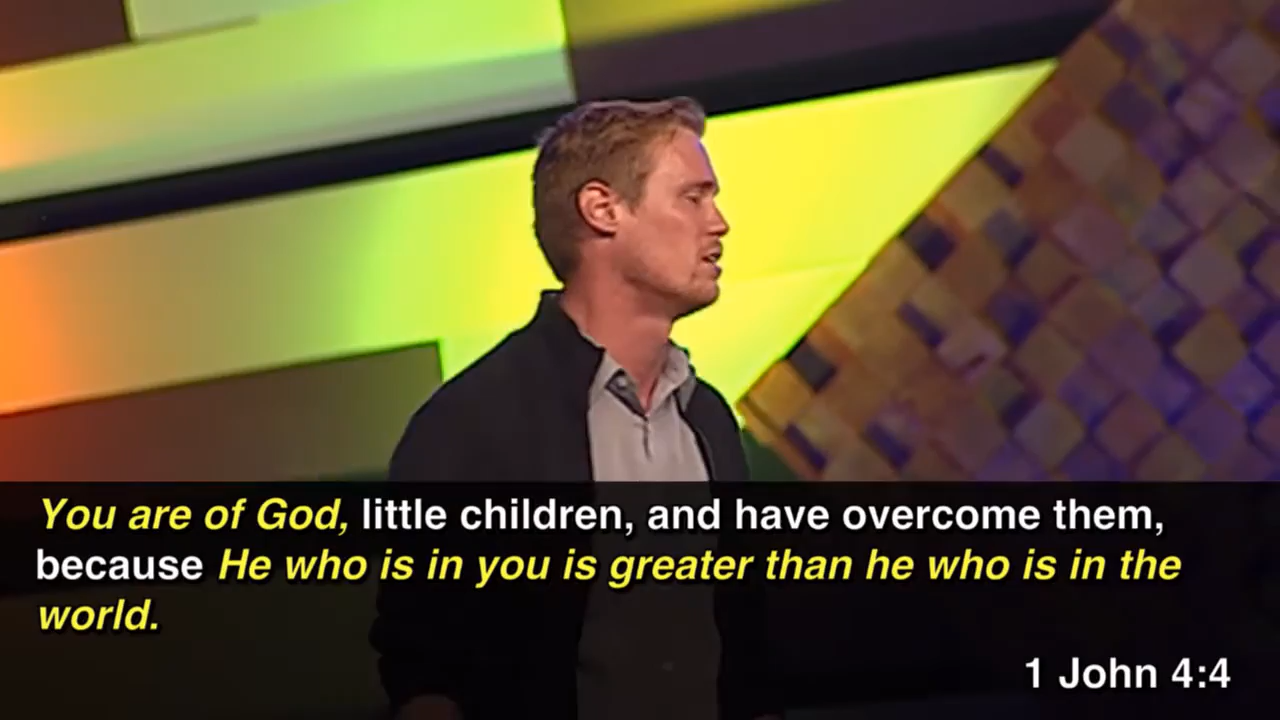 You are of God, little children, and have overcome them,
because He who is in you is greater than he who is in the
world.
1 John 4:4